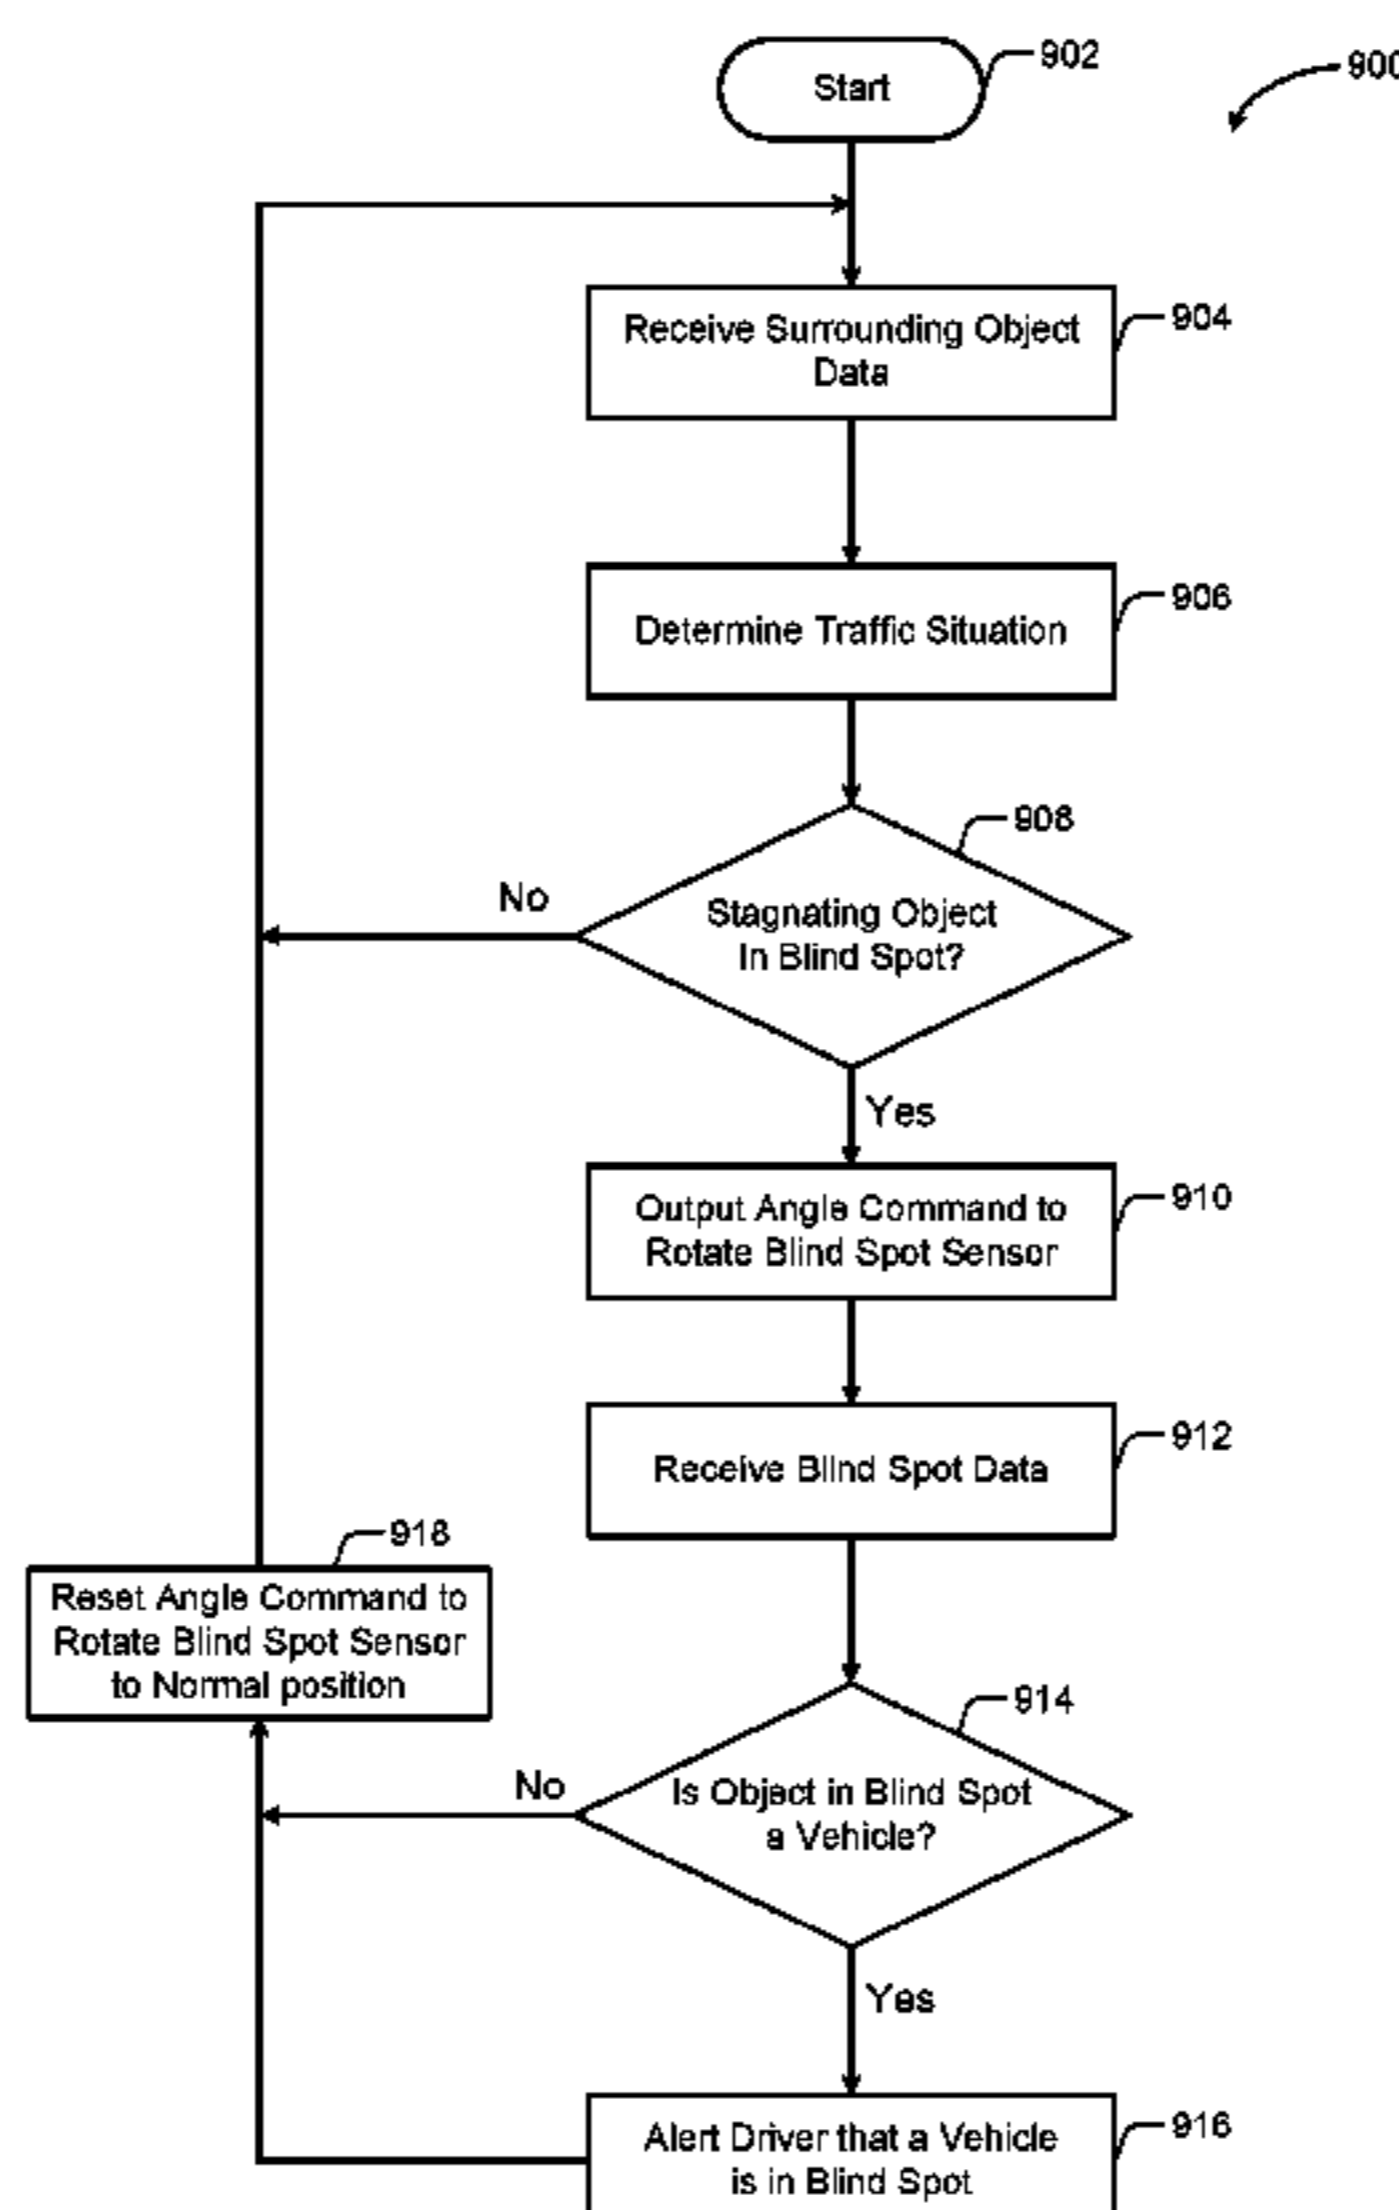 Start
902
900
Receive Surrounding Object
Data
904
Determine Traffic Situation
906
908
No
Stagnating Object
In Blind Spot?
Yes
Output Angle Command to
Rotate Blind Spot Sensor
910
Receive Blind Spot Data
912
918
Reset Angle Command to
Rotate Blind Spot Sensor
to Normal position
914
No
Is Object in Blind Spot
a Vehicle?
Yes
Alert Driver that a Vehicle
is in Blind Spot
916